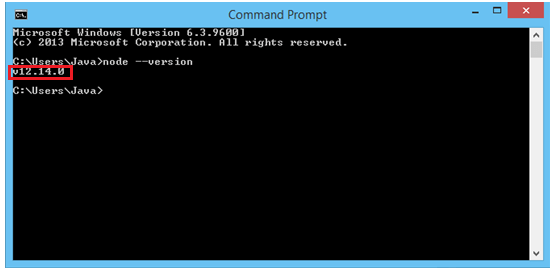 Command Prompt
Microsoft Windows [Version 6.3.9600]
(c) 2013 Microsoft Corporation. All rights reserved.
C:\Users\Java>node --version
v12.14.0
C:\Users\Java>